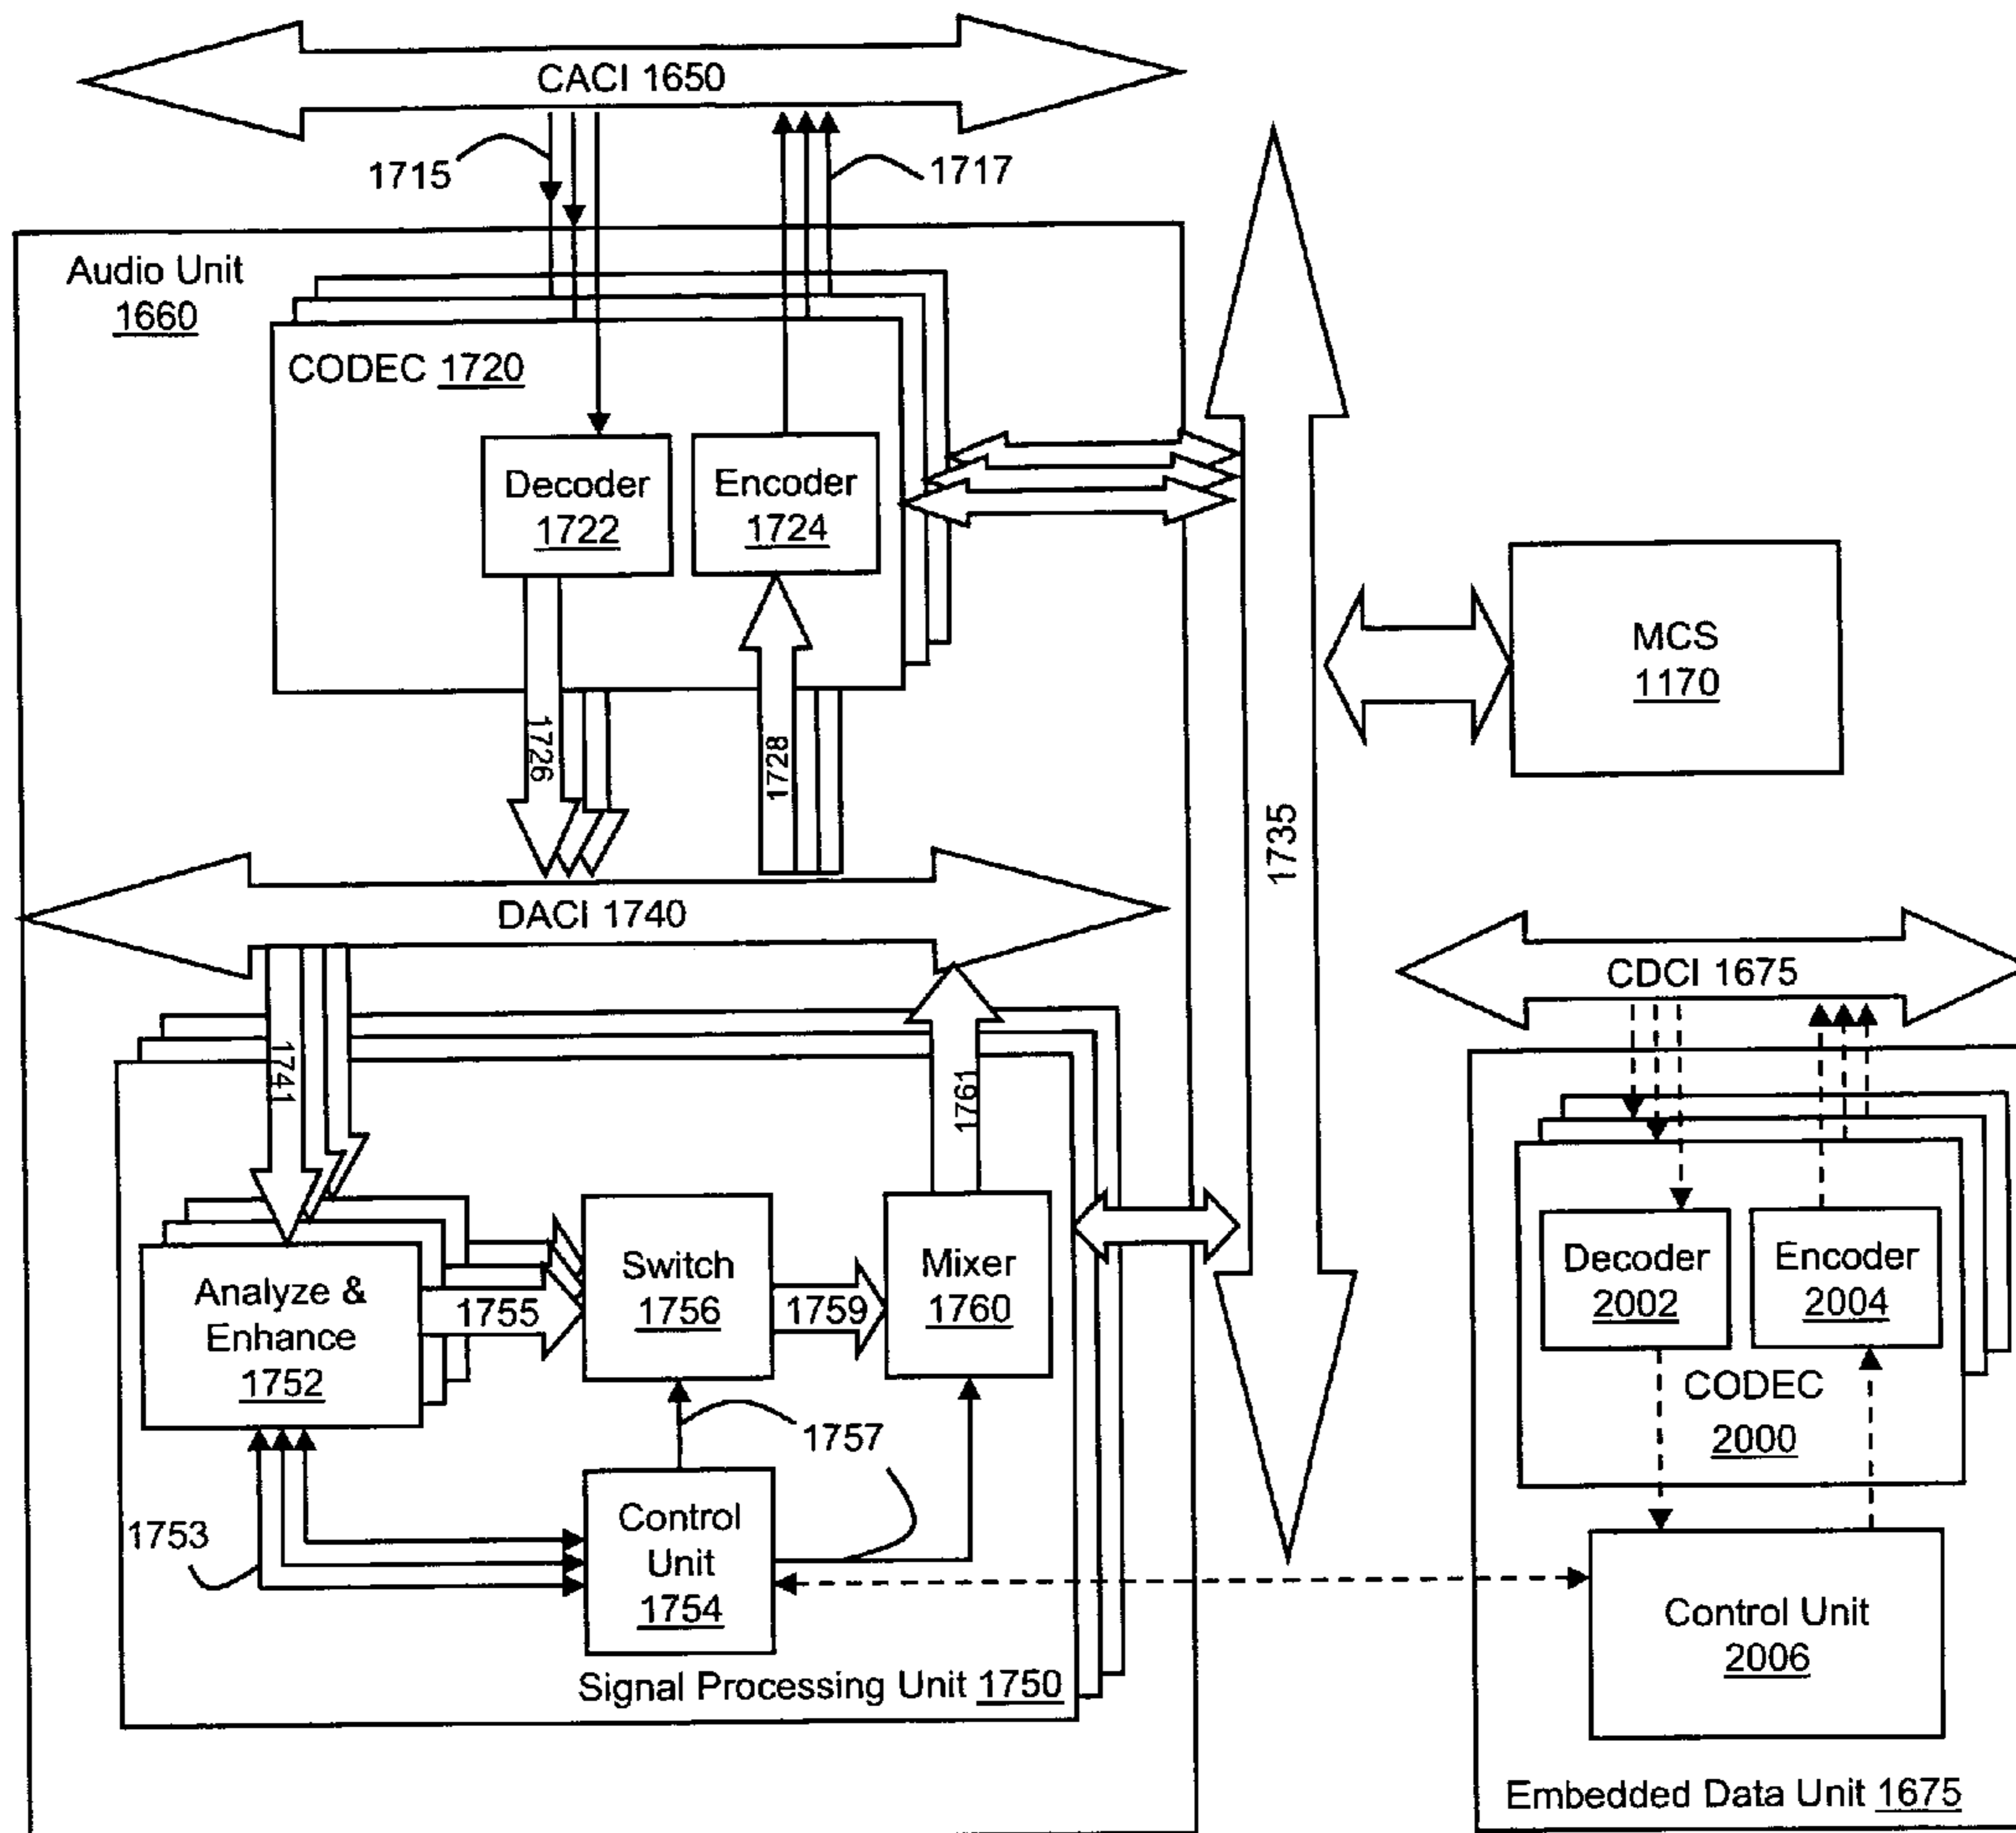 CACI 1650
1715
1717
Audio Unit
1660
CODEC 1720
Decoder
1722
Encoder
1724
1726
1728
MCS
1170
1735
DACI 1740
CDCI 1675
1741
1761
Analyze &
Enhance
1752
1755
Switch
1756
1759
Mixer
1760
1757
1753
Control
Unit
1754
Signal Processing Unit 1750
Decoder
2002
Encoder
2004
CODEC
2000
Control Unit
2006
Embedded Data Unit 1675